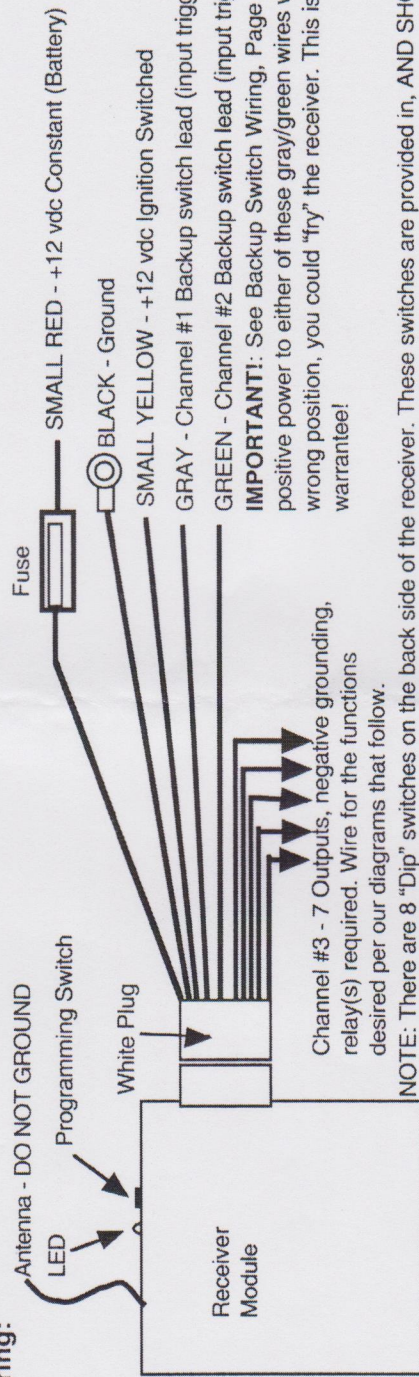 ring:
Antenna - DO NOT GROUND
LED
Programming Switch
White Plug
Receiver
Module
Fuse
SMALL RED - +12 vdc Constant (Battery)
BLACK - Ground
SMALL YELLOW - +12 vdc Ignition Switched
GRAY - Channel #1 Backup switch lead (input trigg
GREEN - Channel #2 Backup switch lead (input tri
IMPORTANT!: See Backup Switch Wiring, Page
positive power to either of these gray/green wires
wrong position, you could "fry" the receiver. This is
warrantee!
Channel #3 - 7 Outputs, negative grounding,
relay(s) required. Wire for the functions
desired per our diagrams that follow.
NOTE: There are 8 "Dip" switches on the back side of the receiver. These switches are provided in, AND SHO